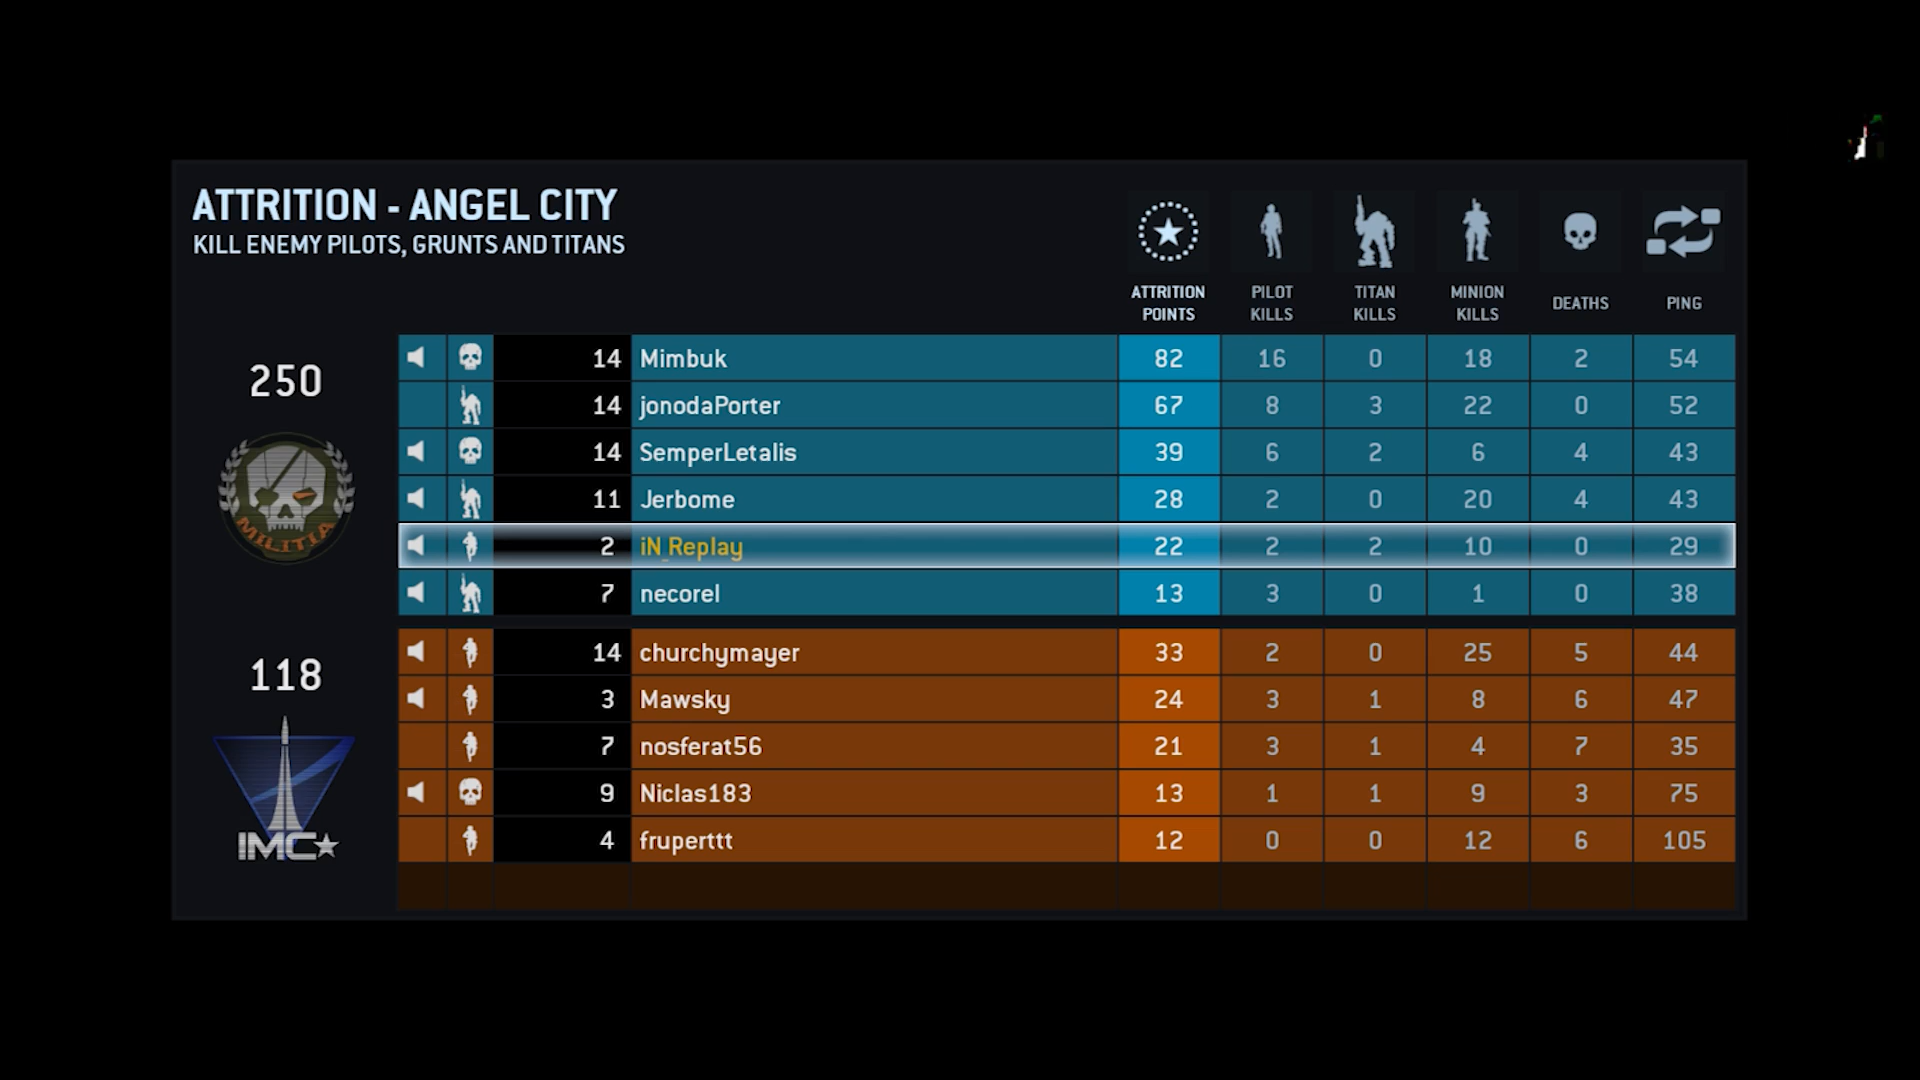 ATTRITION - ANGEL CITY
KILL ENEMY PILOTS, GRUNTS AND TITANS
ATTRITION POINTS PILOT KILLS TITAN KILLS MINION KILLS DEATHS PING
250
MILITIA
14 Mimbuk 82 16 0 18 2 54
14 jonodaPorter 67 8 3 22 0 52
14 SemperLetalis 39 6 2 6 4 43
11 Jerbome 28 2 0 20 4 43
2 iN_Replay 22 2 2 10 0 29
7 necorel 13 3 0 1 0 38
118
IMC
14 churchymayer 33 2 0 25 5 44
3 Mawsky 24 3 1 8 6 47
7 nosferat56 21 3 1 4 7 35
9 Niclas183 13 1 1 9 3 75
4 fruperttt 12 0 0 12 6 105